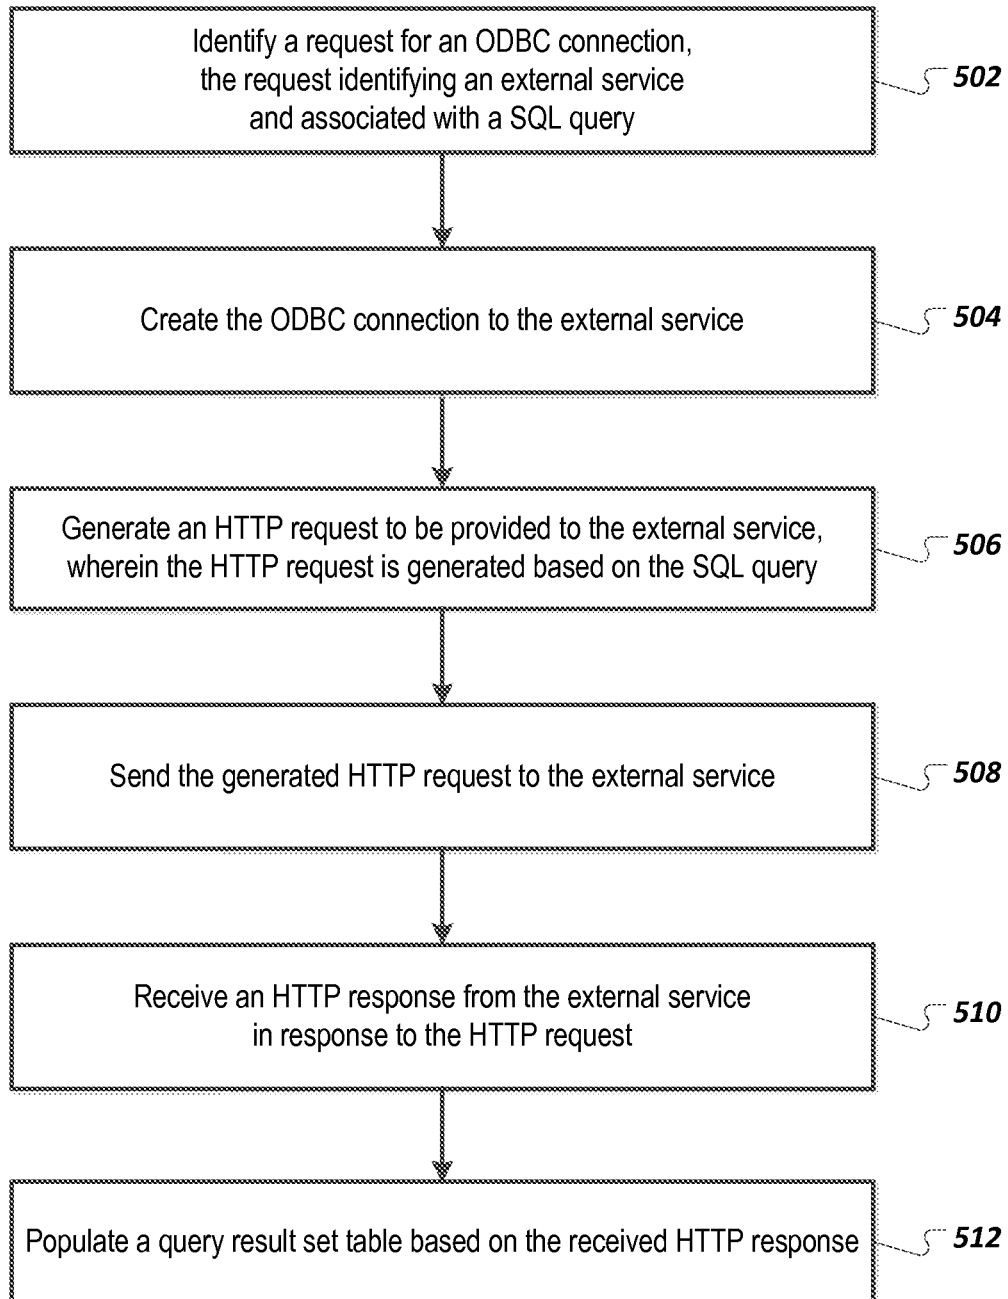 Identify a request for an ODBC connection,
the request identifying an external service
and associated with a SQL query
502
Create the ODBC connection to the external service
504
Generate an HTTP request to be provided to the external service,
wherein the HTTP request is generated based on the SQL query
506
Send the generated HTTP request to the external service
508
Receive an HTTP response from the external service
in response to the HTTP request
510
Populate a query result set table based on the received HTTP response
512